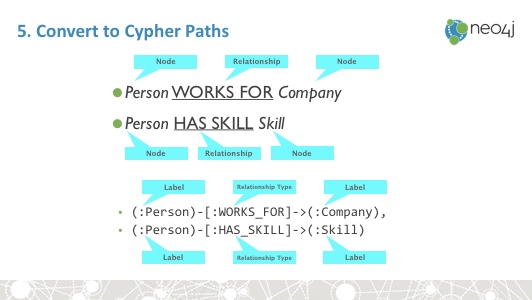 5. Convert to Cypher Paths
neo4j
Node Relationship Node
Person WORKS FOR Company
Person HAS SKILL Skill
Node Relationship Node
Label Relationship Type Label
(:Person)-[:WORKS_FOR]->(:Company),
(:Person)-[:HAS_SKILL]->(:Skill)
Label Relationship Type Label